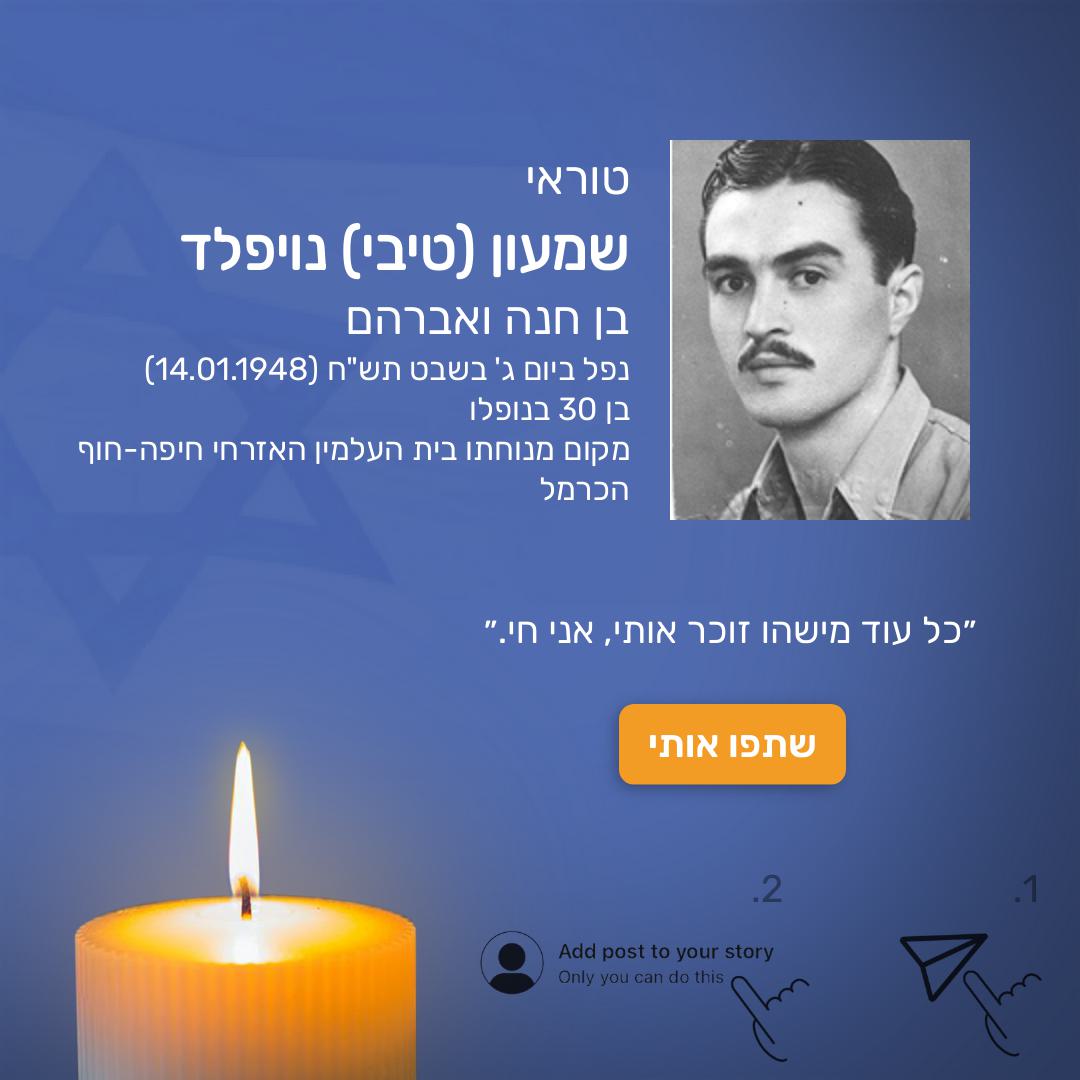 טוראי
שמעון (טיבי) נויפלד
בן חנה ואברהם
נפל ביום ג' בשבט תש"ח (14.01.1948)
בן 30 בנופלו
מקום מנוחתו בית העלמין האזרחי חיפה-חוף
הכרמל
״כל עוד מישהו זוכר אותי, אני חי.״
שתפו אותי
.1
.2
Add post to your story
Only you can do this